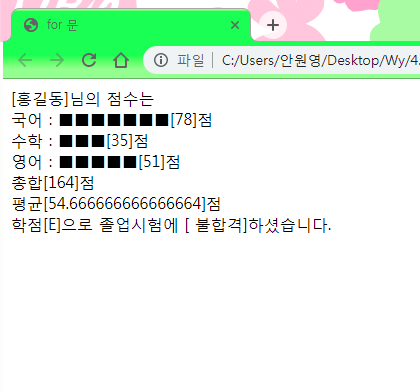 for 문
파일 C:/Users/안원영/Desktop/Wy/4.
[홍길동]님의 점수는
국어 : ■■■■■■■[78]점
수학 : ■■■[35]점
영어 : ■■■■■[51]점
총합[164]점
평균[54.666666666666664]점
학점[E]으로 졸업시험에 [ 불합격]하셨습니다.